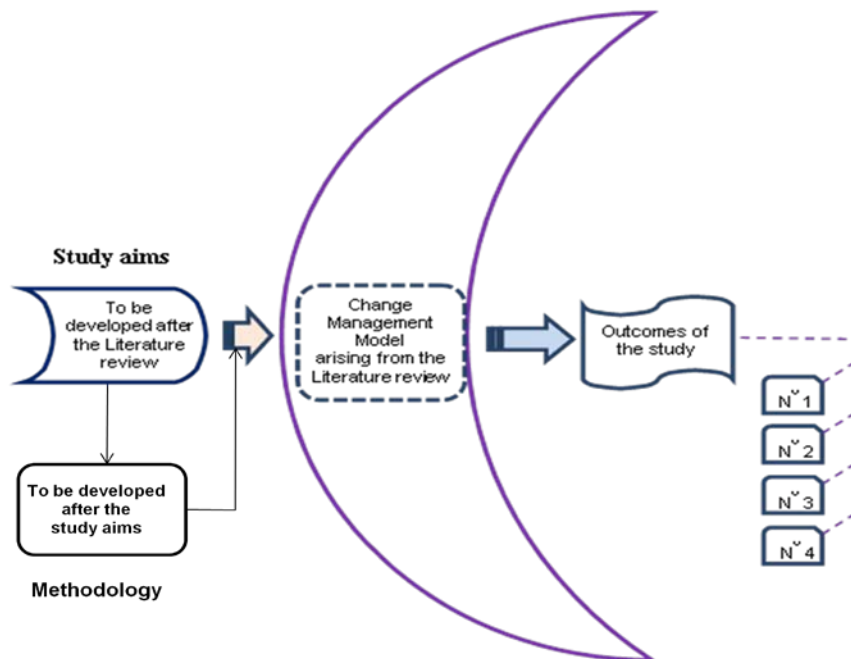 Study aims
To be
developed after
the Literature
review
To be developed
after the
study aims
Methodology
Change
Management
Model
arising from the
Literature review
Outcomes of
the study
N˘ 1
N˘ 2
N˘ 3
N˘ 4